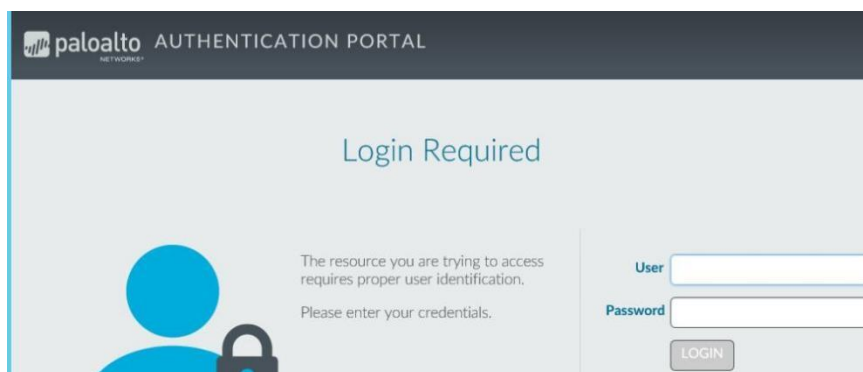 paloalto AUTHENTICATION PORTAL
NETWORKS®
Login Required
The resource you are trying to access
requires proper user identification.
Please enter your credentials.
User
Password
LOGIN